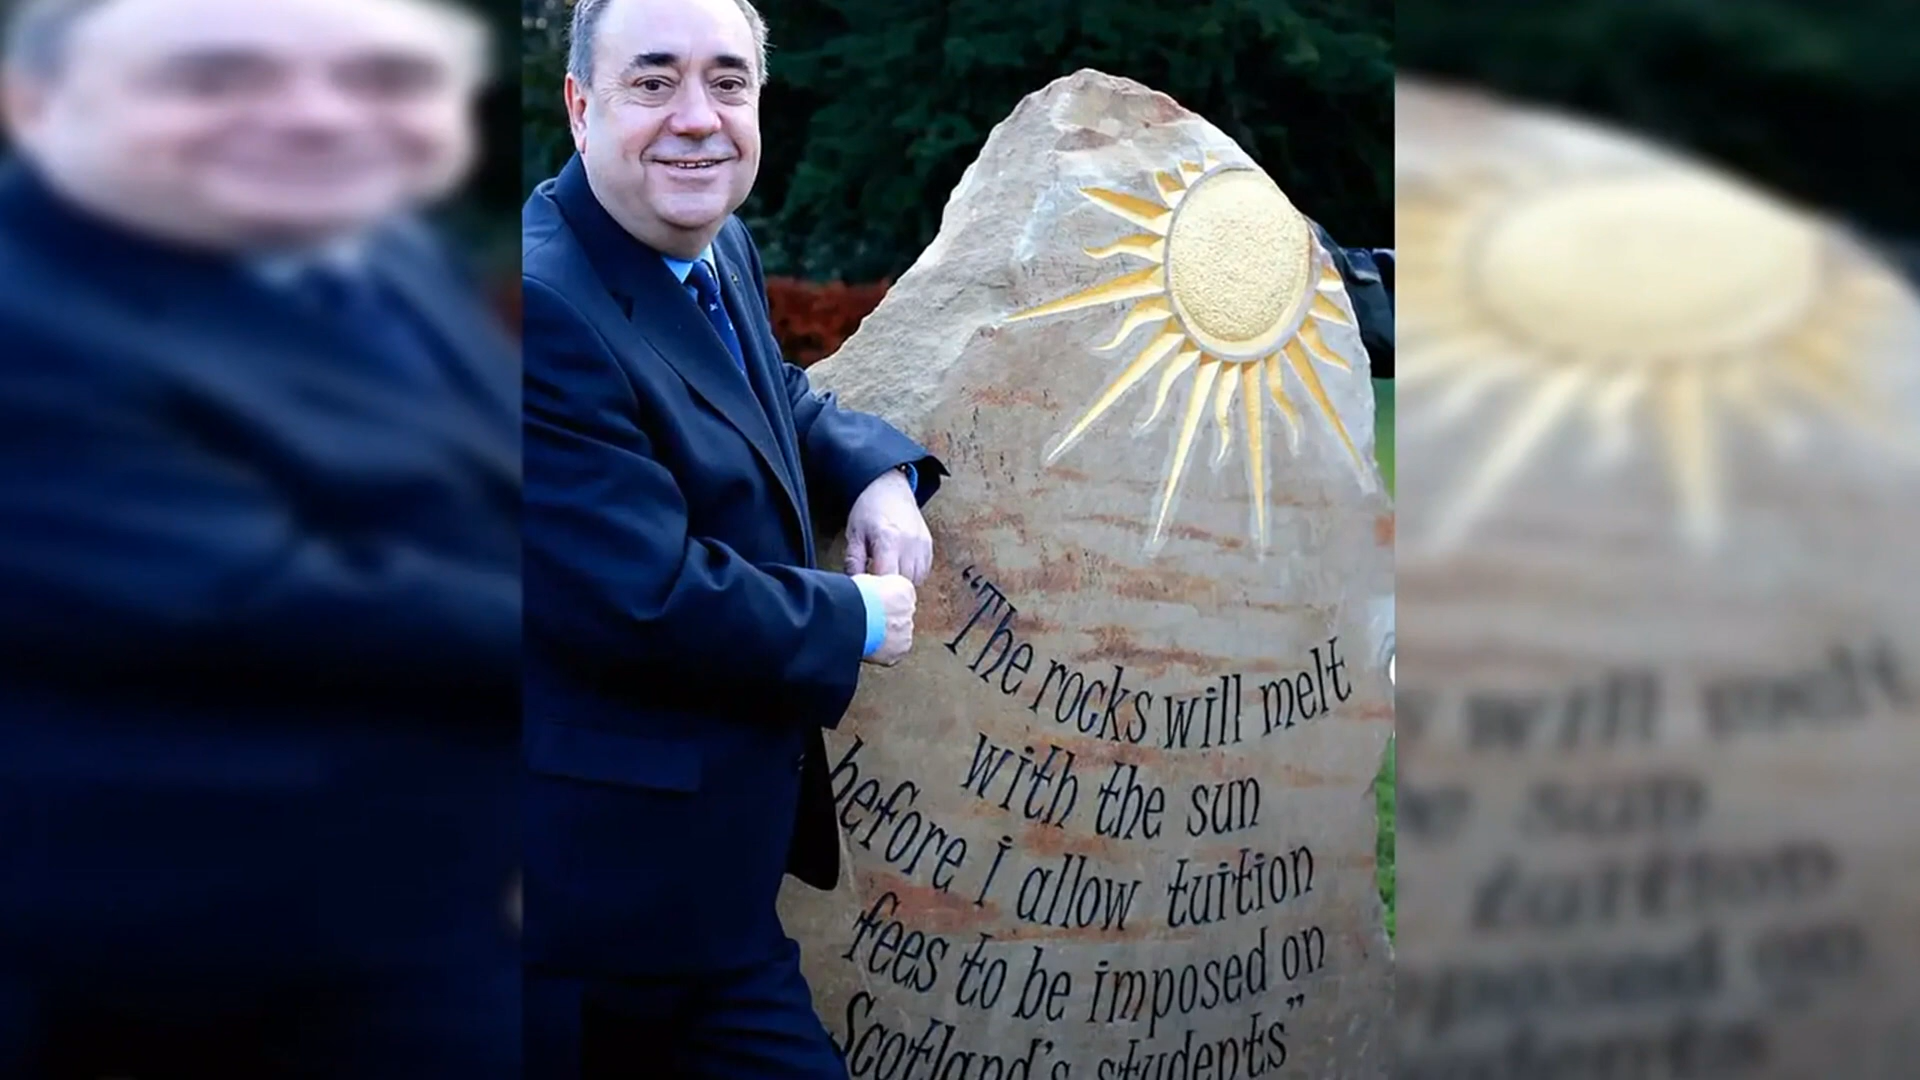 “The rocks will melt
with the sun
before I allow tuition
fees to be imposed on
Scotland's students”